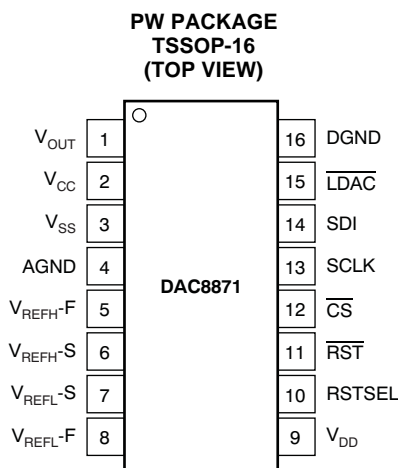 PW PACKAGE
TSSOP-16
(TOP VIEW)
V_OUT 1
V_CC 2
V_SS 3
AGND 4
V_REFH-F 5
V_REFH-S 6
V_REFL-S 7
V_REFL-F 8
DAC8871
16 DGND
15 LDAC
14 SDI
13 SCLK
12 CS
11 RST
10 RSTSEL
9 V_DD